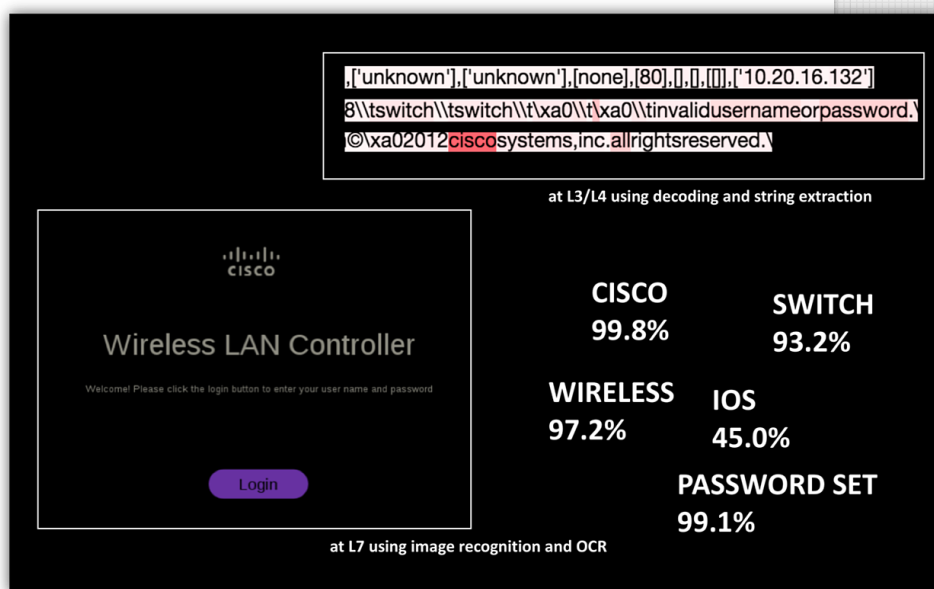 ,['unknown'],['unknown'],[none],[80],[],[],[[]],['10.20.16.132']
8\\tswitch\\tswitch\\t\xa0\\t\xa0\\tinvalidusernameorpassword.\
©\xa02012ciscosystems,inc.allrightsreserved.\
at L3/L4 using decoding and string extraction
CISCO
Wireless LAN Controller
Welcome! Please click the login button to enter your user name and password
Login
at L7 using image recognition and OCR
CISCO
99.8%
SWITCH
93.2%
WIRELESS
97.2%
IOS
45.0%
PASSWORD SET
99.1%